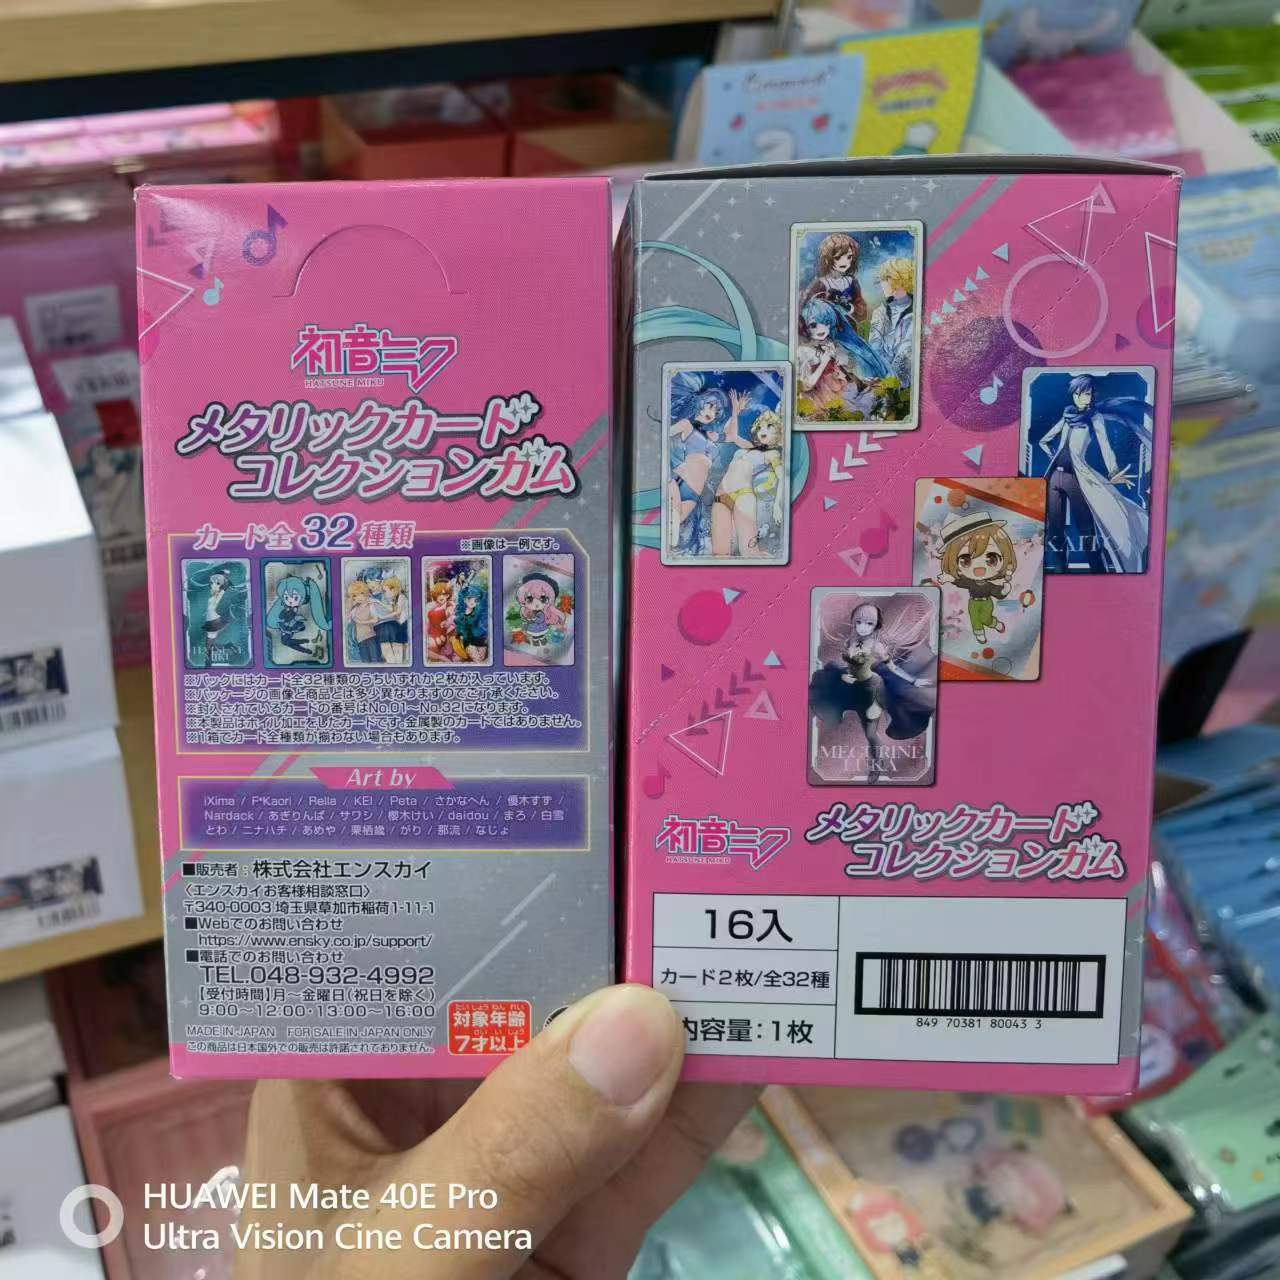 初音ミク
HATSUNE MIKU
メタリックカード
コレクションガム
カード全32種類
※画像は一例です。
HATSUNE
MIKU
※パックにはカード全32種類のうちいずれか2枚が入っています。
※パッケージの画像と商品とは多少異なりますのでご了承ください。
※封入されているカードの番号はNo.01～No.32になります。
※本製品はホイル加工をしたカードです。金属製のカードではありません。
※1箱でカード全種類が揃わない場合もあります。
Art by
iXima / F*Kaori / Rella / KEI / Peta / さかなへん / 優木すず /
Nardack / あぎりんぱ / サワシ / 櫻木けい / daidou / まろ / 白雪
とわ / ニナハチ / あめや / 栗栖歳 / がり / 那流 / なじょ
■販売者：株式会社エンスカイ
〈エンスカイお客様相談窓口〉
〒340-0003 埼玉県草加市稲荷1-11-1
■Webでのお問い合わせ
https://www.ensky.co.jp/support/
■電話でのお問い合わせ
TEL.048-932-4992
【受付時間】月～金曜日(祝日を除く)
9:00～12:00・13:00～16:00
MADE IN JAPAN FOR SALE IN JAPAN ONLY
この商品は日本国外での販売は許諾されておりません。
たいしょうねんれい
対象年齢
さいいじょう
7才以上
KAITO
MEGURINE
LUKA
初音ミク
HATSUNE MIKU
メタリックカード
コレクションガム
16入
カード2枚/全32種
内容量：1枚
849 70381 80043 3
HUAWEI Mate 40E Pro
Ultra Vision Cine Camera